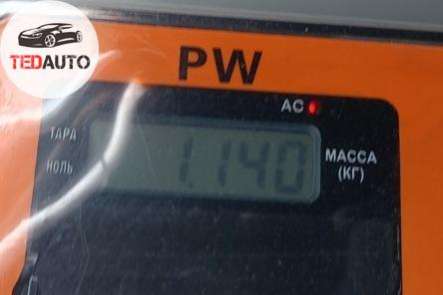 TEDAUTO
PW
AC
ТАРА
НОЛЬ
1.140
МАССА
(КГ)